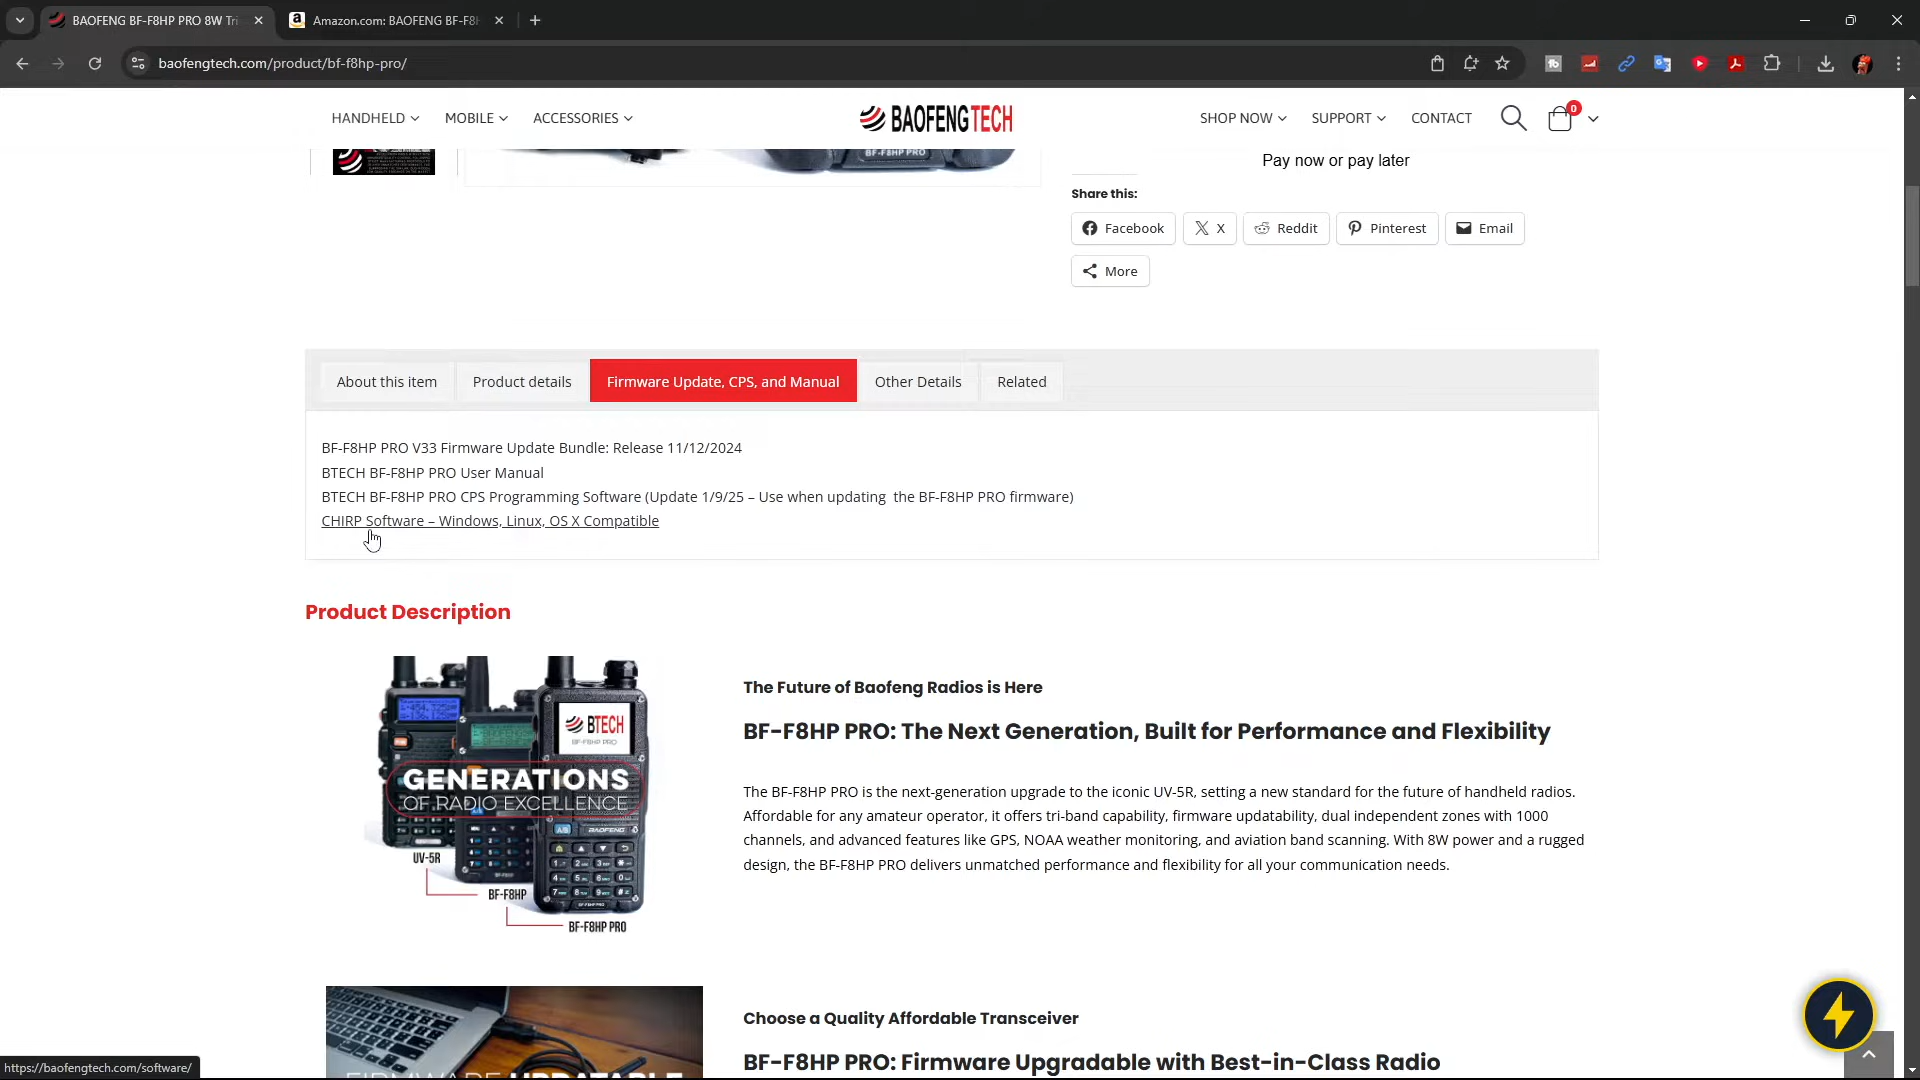 BAOFENG BF-F8HP PRO 8W Tri
Amazon.com: BAOFENG BF-F8H
baofengtech.com/product/bf-f8hp-pro/
HANDHELD
MOBILE
ACCESSORIES
BAOFENGTECH
SHOP NOW
SUPPORT
CONTACT
0
BF-F8HP PRO
Pay now or pay later
Share this:
Facebook
X
Reddit
Pinterest
Email
More
About this item
Product details
Firmware Update, CPS, and Manual
Other Details
Related
BF-F8HP PRO V33 Firmware Update Bundle: Release 11/12/2024
BTECH BF-F8HP PRO User Manual
BTECH BF-F8HP PRO CPS Programming Software (Update 1/9/25 – Use when updating the BF-F8HP PRO firmware)
CHIRP Software – Windows, Linux, OS X Compatible
Product Description
BTECH
BF-F8HP PRO
GENERATIONS
OF RADIO EXCELLENCE
BAOFENG
UV-5R
BF-F8HP
BF-F8HP PRO
The Future of Baofeng Radios is Here
BF-F8HP PRO: The Next Generation, Built for Performance and Flexibility
The BF-F8HP PRO is the next-generation upgrade to the iconic UV-5R, setting a new standard for the future of handheld radios.
Affordable for any amateur operator, it offers tri-band capability, firmware updatability, dual independent zones with 1000
channels, and advanced features like GPS, NOAA weather monitoring, and aviation band scanning. With 8W power and a rugged
design, the BF-F8HP PRO delivers unmatched performance and flexibility for all your communication needs.
Choose a Quality Affordable Transceiver
BF-F8HP PRO: Firmware Upgradable with Best-in-Class Radio
FIRMWARE UPDATABLE
https://baofengtech.com/software/